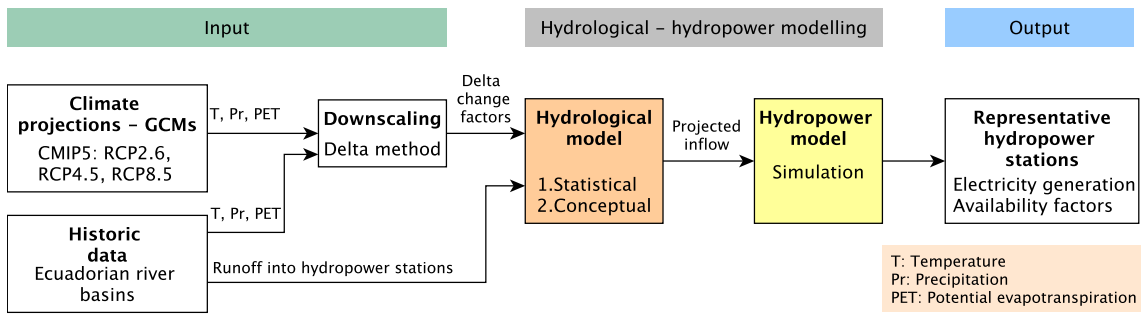 Input
Hydrological – hydropower modelling
Output
Climate
projections – GCMs
CMIP5: RCP2.6,
RCP4.5, RCP8.5
T, Pr, PET
Downscaling
Delta method
Delta
change
factors
Hydrological
model
1.Statistical
2.Conceptual
Projected
inflow
Hydropower
model
Simulation
Representative
hydropower
stations
Electricity generation
Availability factors
Historic
data
Ecuadorian river
basins
T, Pr, PET
Runoff into hydropower stations
T: Temperature
Pr: Precipitation
PET: Potential evapotranspiration